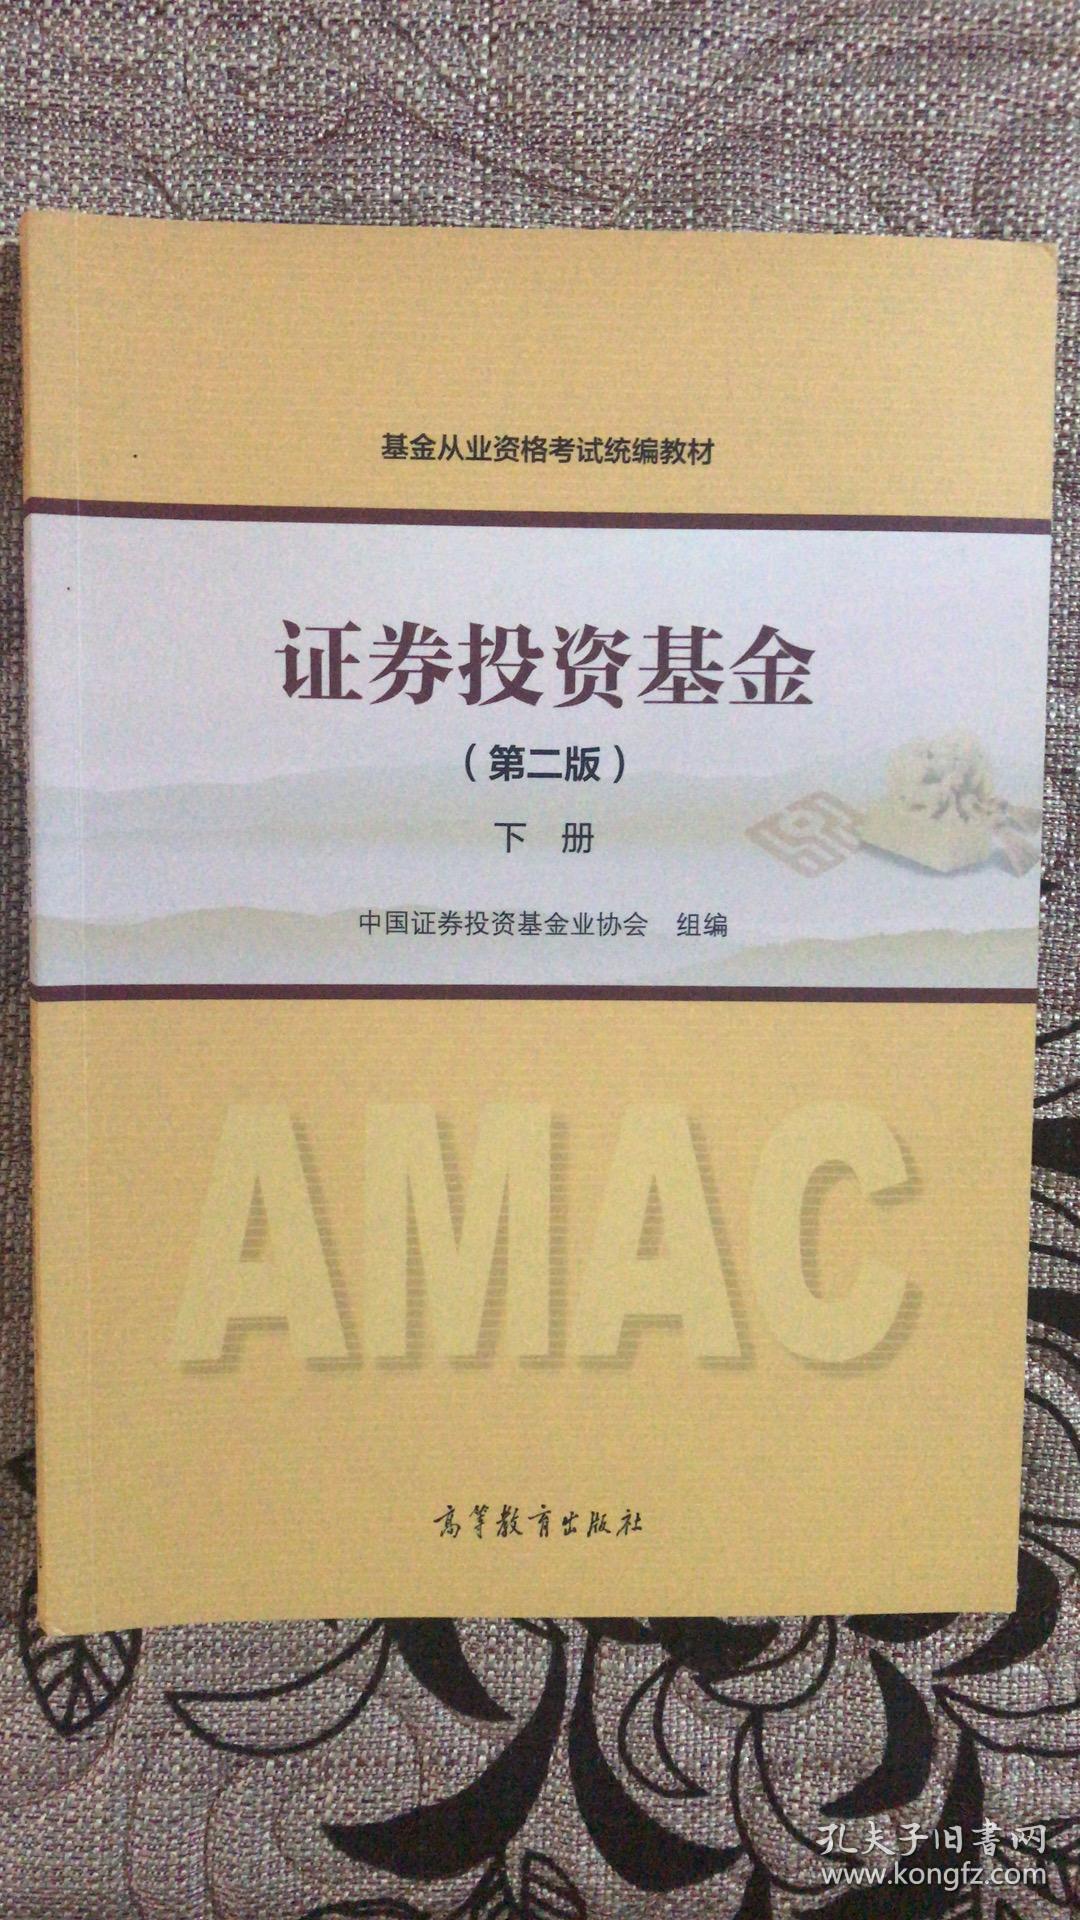 基金从业资格考试统编教材
证券投资基金
（第二版）
下 册
中国证券投资基金业协会 组编
AMAC
高等教育出版社
孔夫子旧书网
www.kongfz.com